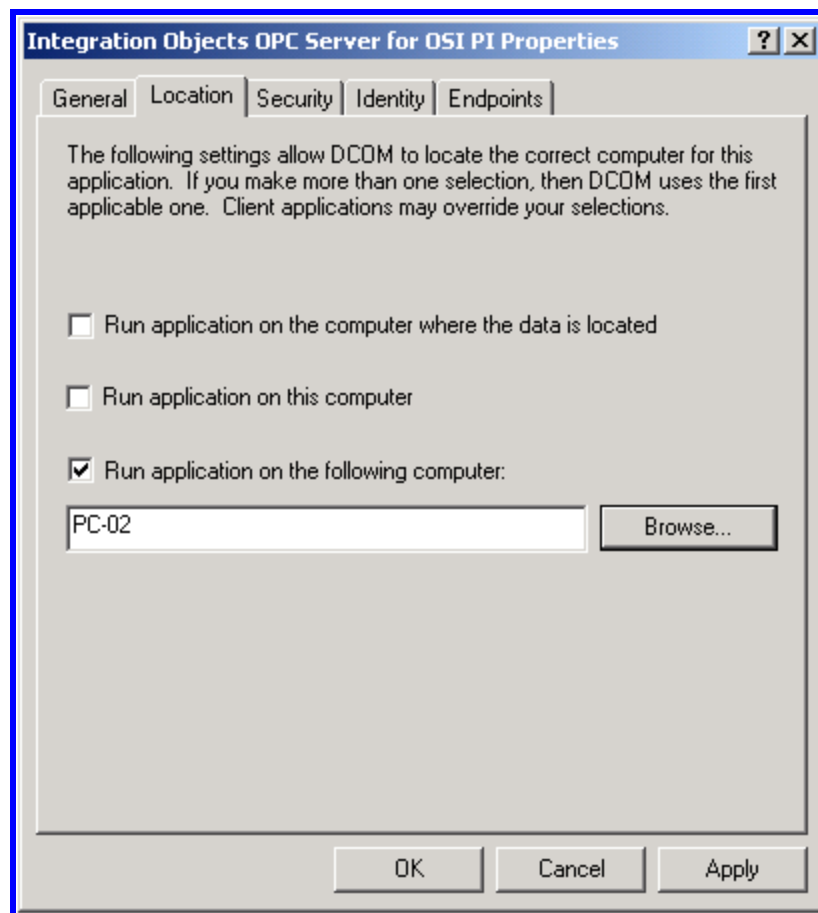 Integration Objects OPC Server for OSI PI Properties
General Location Security Identity Endpoints
The following settings allow DCOM to locate the correct computer for this
application. If you make more than one selection, then DCOM uses the first
applicable one. Client applications may override your selections.
Run application on the computer where the data is located
Run application on this computer
Run application on the following computer:
PC-02 Browse...
OK Cancel Apply